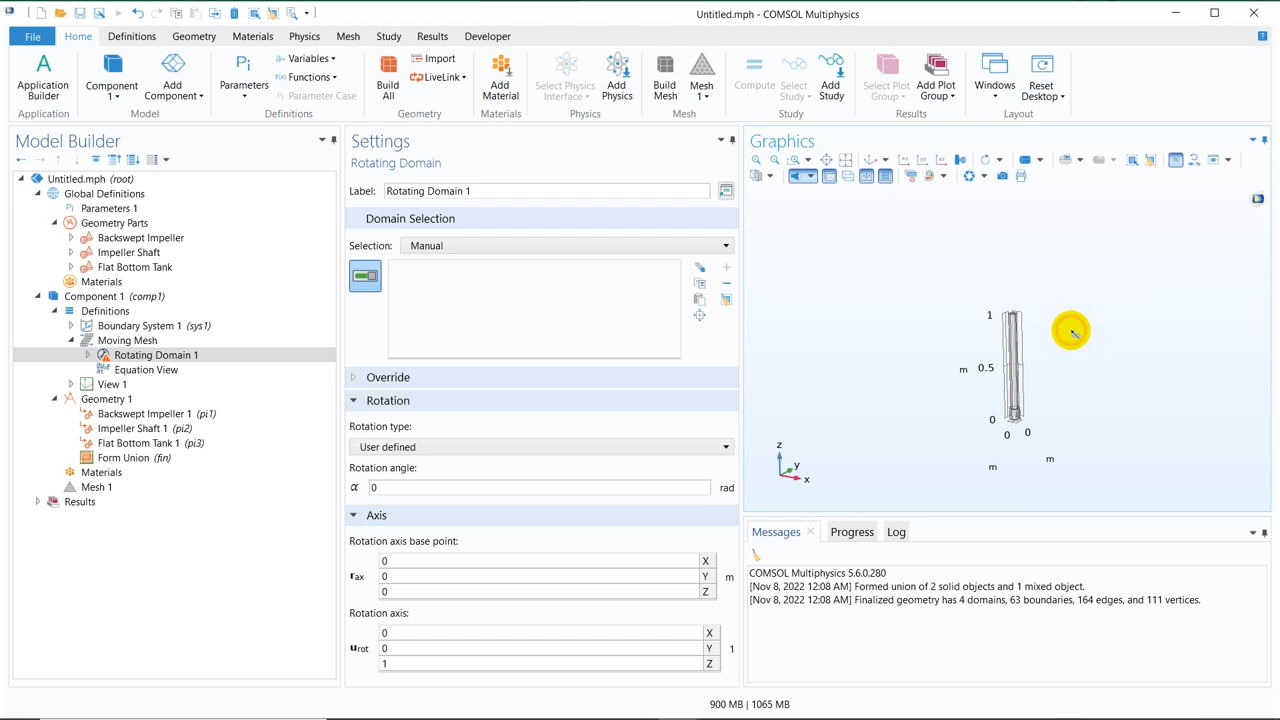 Untitled.mph - COMSOL Multiphysics
File Home Definitions Geometry Materials Physics Mesh Study Results Developer
Application Builder
Component 1
Add Component
Pi
Parameters
a= Variables
f(x) Functions
Pi Parameter Case
Build All
Import
LiveLink
Add Material
Select Physics Interface
Add Physics
Build Mesh
Mesh 1
Compute
Select Study
Add Study
Select Plot Group
Add Plot Group
Windows
Reset Desktop
Application Model Definitions Geometry Materials Physics Mesh Study Results Layout
Model Builder
Untitled.mph (root)
Global Definitions
Pi Parameters 1
Geometry Parts
Backswept Impeller
Impeller Shaft
Flat Bottom Tank
Materials
Component 1 (comp1)
Definitions
Boundary System 1 (sys1)
Moving Mesh
Rotating Domain 1
Equation View
View 1
Geometry 1
Backswept Impeller 1 (pi1)
Impeller Shaft 1 (pi2)
Flat Bottom Tank 1 (pi3)
Form Union (fin)
Materials
Mesh 1
Results
Settings
Rotating Domain
Label: Rotating Domain 1
Domain Selection
Selection: Manual
Override
Rotation
Rotation type:
User defined
Rotation angle:
α 0 rad
Axis
Rotation axis base point:
0 X
rax 0 Y m
0 Z
Rotation axis:
0 X
urot 0 Y 1
1 Z
Graphics
1
0.5
m
0
0 0
m
m
z
y
x
Messages Progress Log
COMSOL Multiphysics 5.6.0.280
[Nov 8, 2022 12:08 AM] Formed union of 2 solid objects and 1 mixed object.
[Nov 8, 2022 12:08 AM] Finalized geometry has 4 domains, 63 boundaries, 164 edges, and 111 vertices.
900 MB | 1065 MB